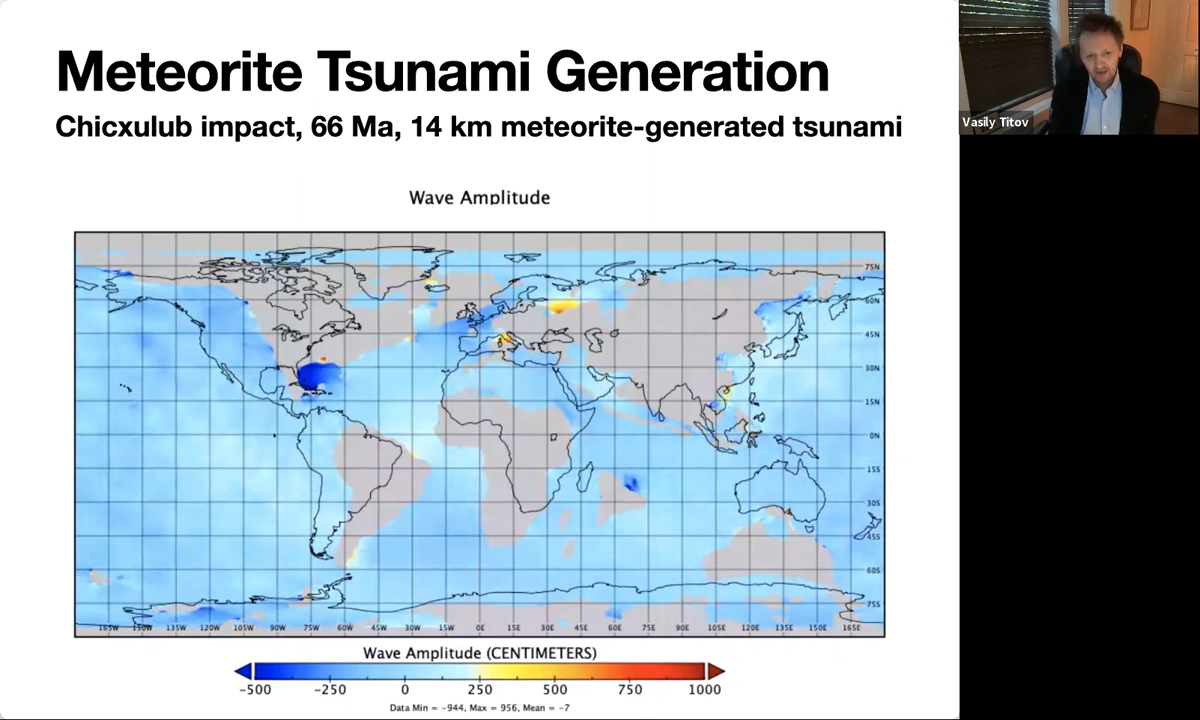 Meteorite Tsunami Generation
Chicxulub impact, 66 Ma, 14 km meteorite-generated tsunami
Vasily Titov
Wave Amplitude
75N
60N
45N
30N
15N
0N
15S
30S
45S
60S
75S
165W 150W 135W 120W 105W 90W 75W 60W 45W 30W 15W 0E 15E 30E 45E 60E 75E 90E 105E 120E 135E 150E 165E
Wave Amplitude (CENTIMETERS)
-500 -250 0 250 500 750 1000
Data Min = -944, Max = 956, Mean = -7